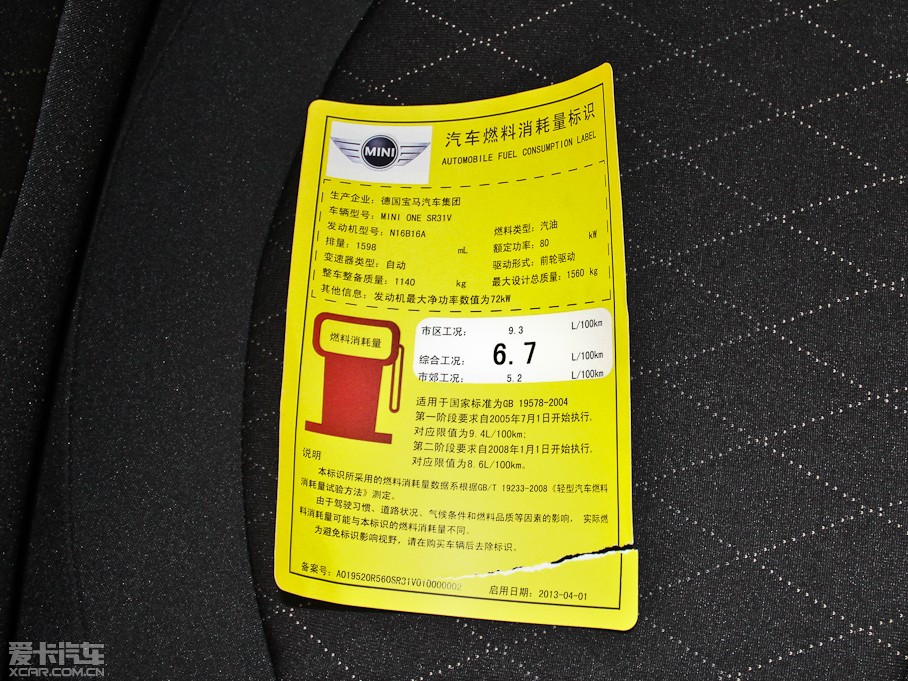 MINI
汽车燃料消耗量标识
AUTOMOBILE FUEL CONSUMPTION LABEL
生产企业：德国宝马汽车集团
车辆型号：MINI ONE SR31V
发动机型号：N16B16A
燃料类型：汽油
排量：1598 mL
额定功率：80 kW
变速器类型：自动
驱动形式：前轮驱动
整车整备质量：1140 kg
最大设计总质量：1560 kg
其他信息：发动机最大净功率数值为72kW
燃料消耗量
市区工况： 9.3 L/100km
综合工况： 6.7 L/100km
市郊工况： 5.2 L/100km
适用于国家标准为GB 19578-2004
第一阶段要求自2005年7月1日开始执行.
对应限值为9.4L/100km;
第二阶段要求自2008年1月1日开始执行.
对应限值为8.6L/100km。
说明
本标识所采用的燃料消耗量数据系根据GB/T 19233-2008《轻型汽车燃料
消耗量试验方法》测定。
由于驾驶习惯、道路状况、气候条件和燃料品质等因素的影响， 实际燃
料消耗量可能与本标识的燃料消耗量不同。
为避免标识影响视野，请在购买车辆后去除标识。
备案号：A019520R560SR31V010000002
启用日期：2013-04-01
爱卡汽车
XCAR.COM.CN